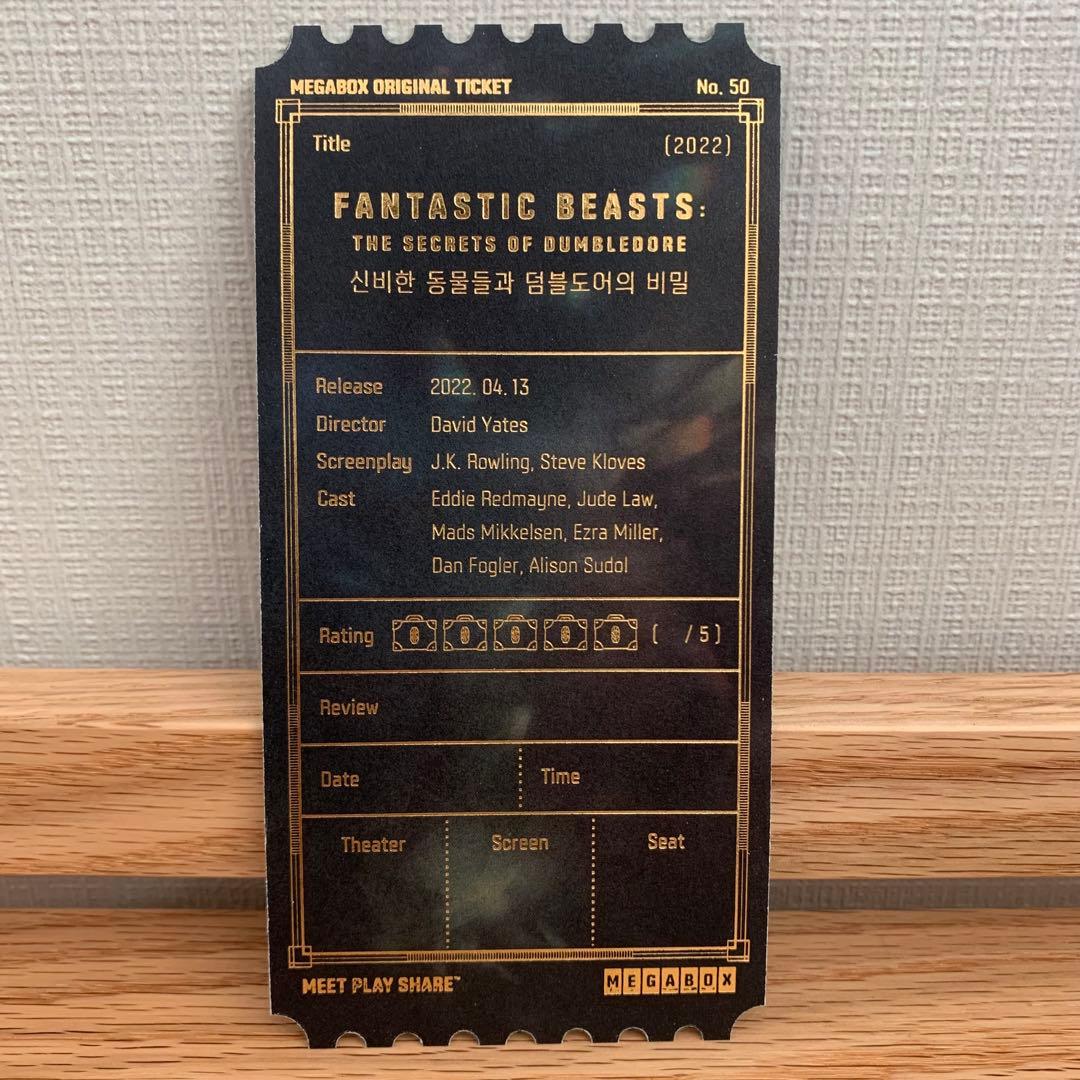 MEGABOX ORIGINAL TICKET No. 50
Title (2022)
FANTASTIC BEASTS:
THE SECRETS OF DUMBLEDORE
신비한 동물들과 덤블도어의 비밀
Release 2022. 04. 13
Director David Yates
Screenplay J.K. Rowling, Steve Kloves
Cast Eddie Redmayne, Jude Law,
Mads Mikkelsen, Ezra Miller,
Dan Fogler, Alison Sudol
Rating ( / 5)
Review
Date Time
Theater Screen Seat
MEET PLAY SHARE™ MEGABOX